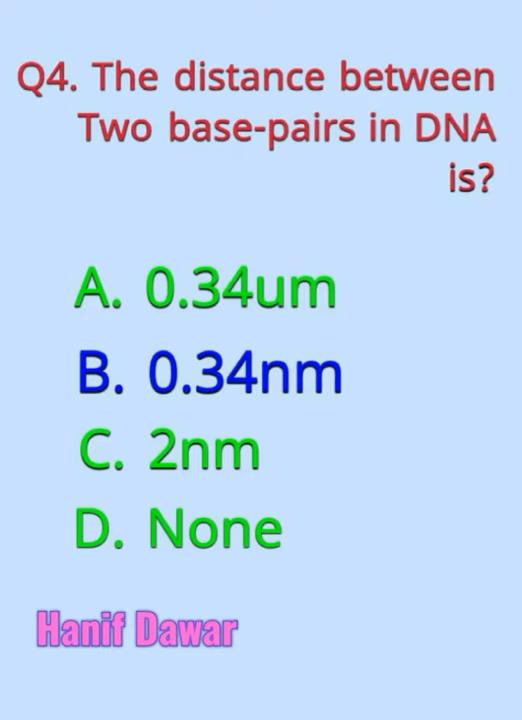 Q4. The distance between
Two base-pairs in DNA
is?
A. 0.34um
B. 0.34nm
C. 2nm
D. None
Hanif Dawar